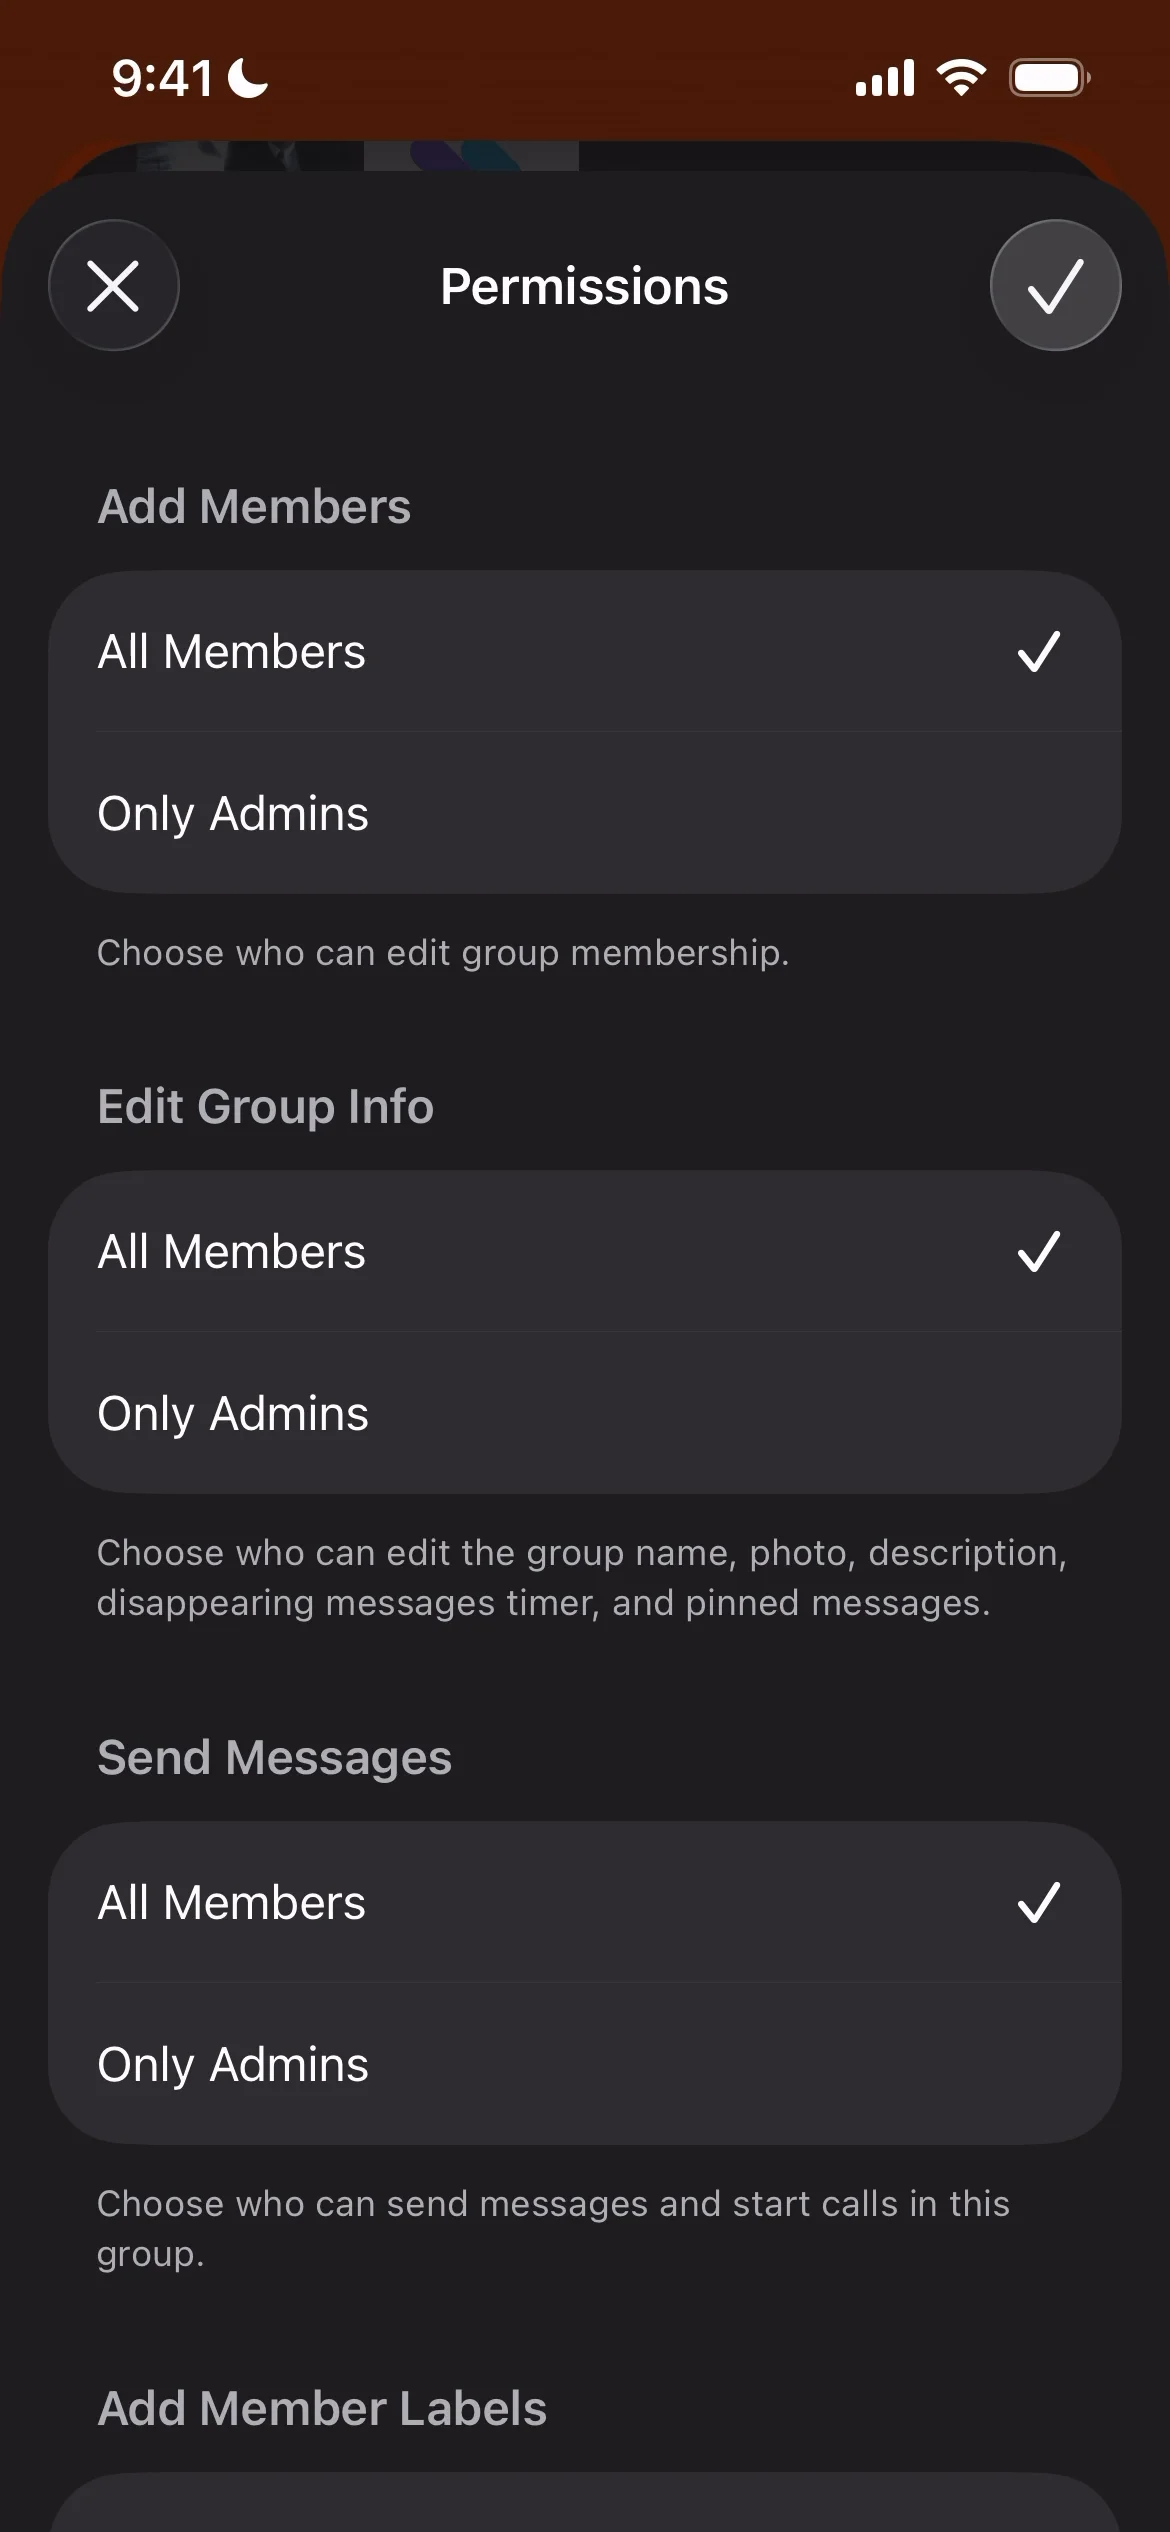 9:41
Permissions
Add Members
All Members
Only Admins
Choose who can edit group membership.
Edit Group Info
All Members
Only Admins
Choose who can edit the group name, photo, description,
disappearing messages timer, and pinned messages.
Send Messages
All Members
Only Admins
Choose who can send messages and start calls in this
group.
Add Member Labels